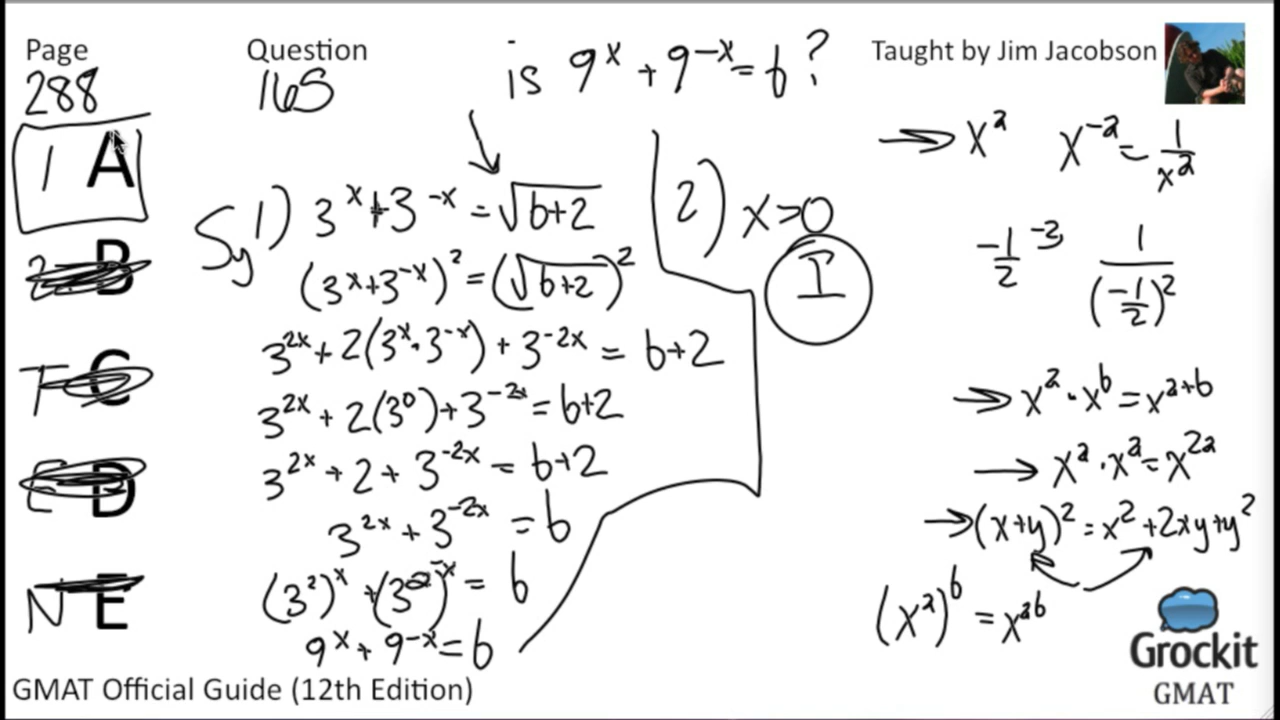 Page
288
Question
165
is 9^x + 9^-x = b?
Taught by Jim Jacobson
1 A
2 B
T C
E D
N E
Sy 1) 3^x + 3^-x = √(b+2)
(3^x + 3^-x)^2 = (√(b+2))^2
3^2x + 2(3^x · 3^-x) + 3^-2x = b+2
3^2x + 2(3^0) + 3^-2x = b+2
3^2x + 2 + 3^-2x = b+2
3^2x + 3^-2x = b
(3^2)^x + (3^2)^-x = b
9^x + 9^-x = b
2) x>0
I
→ x^a x^-a = 1/x^a
-1/2 ^-3 1/(-1/2)^2
→ x^a · x^b = x^a+b
→ x^a · x^a = x^2a
→ (x+y)^2 = x^2 + 2xy + y^2
(x^a)^b = x^ab
Grockit
GMAT
GMAT Official Guide (12th Edition)